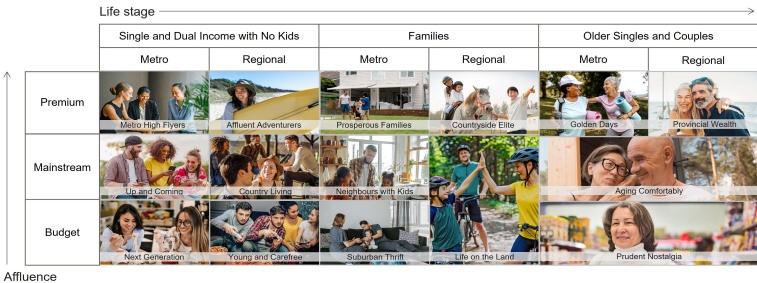 Life stage
Single and Dual Income with No Kids
Families
Older Singles and Couples
Metro
Regional
Metro
Regional
Metro
Regional
Premium
Metro High Flyers
Affluent Adventurers
Prosperous Families
Countryside Elite
Golden Days
Provincial Wealth
Mainstream
Up and Coming
Country Living
Neighbours with Kids
Aging Comfortably
Budget
Next Generation
Young and Carefree
Suburban Thrift
Life on the Land
Prudent Nostalgia
Affluence